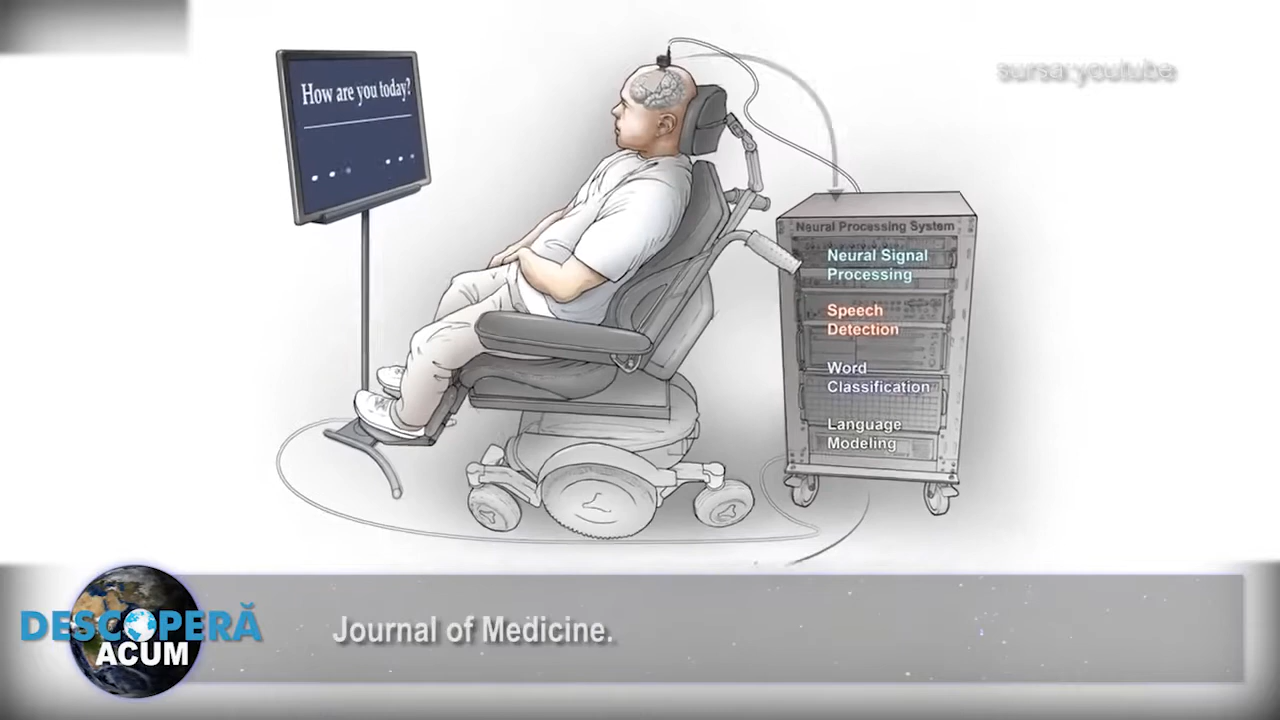 sursa:youtube
How are you today?
Neural Processing System
Neural Signal
Processing
Speech
Detection
Word
Classification
Language
Modeling
DESCOPERĂ
ACUM
Journal of Medicine.